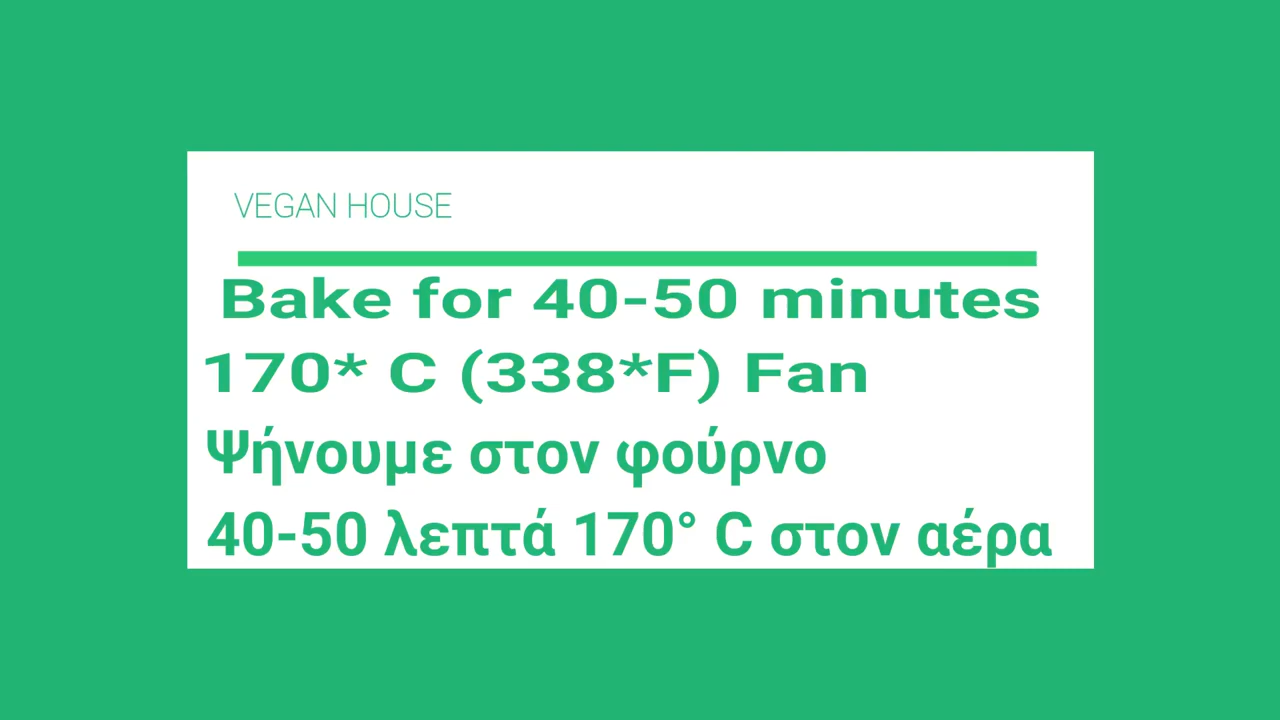 VEGAN HOUSE
Bake for 40-50 minutes
170* C (338*F) Fan
Ψήνουμε στον φούρνο
40-50 λεπτά 170° C στον αέρα